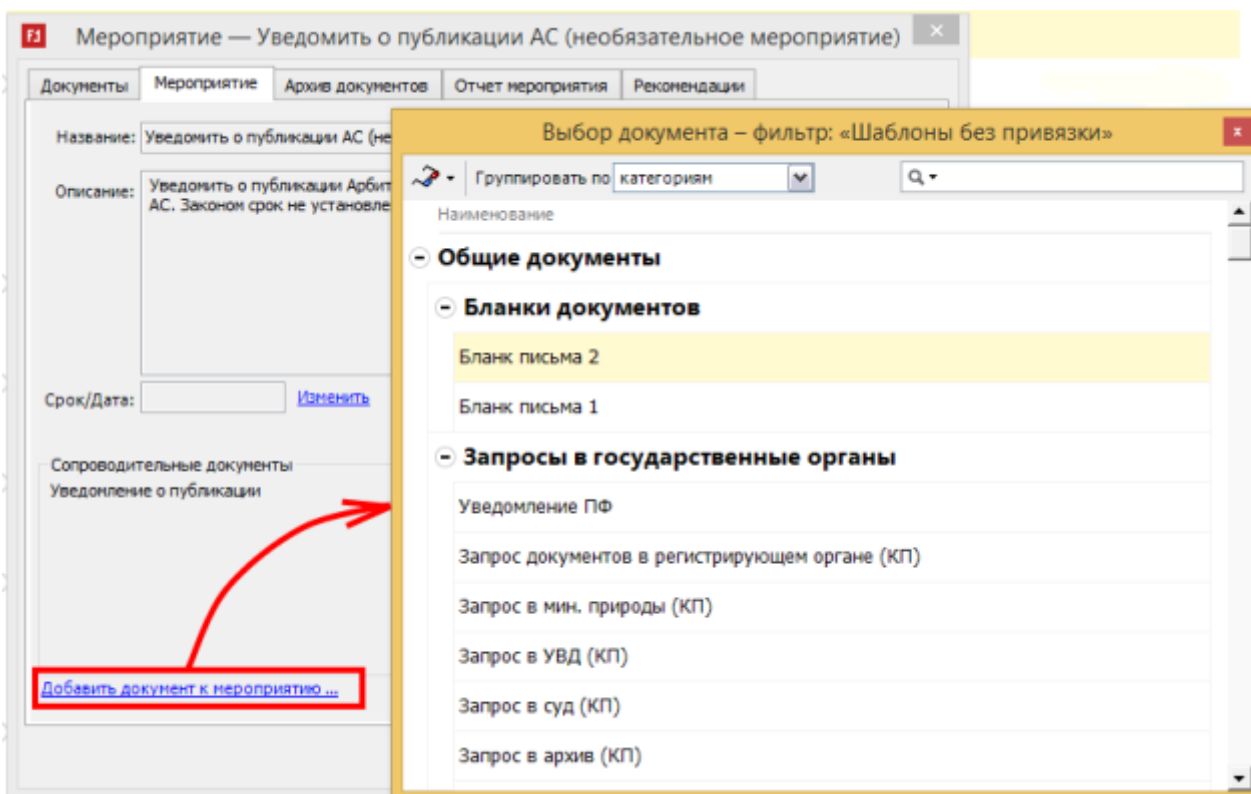 Мероприятие — Уведомить о публикации АС (необязательное мероприятие)
Документы Мероприятие Архив документов Отчет мероприятия Рекомендации
Название: Уведомить о публикации АС (не
Описание: Уведомить о публикации Арбит
АС. Законом срок не установле
Срок/Дата: Изменить
Сопроводительные документы
Уведомление о публикации
Добавить документ к мероприятию ...
Выбор документа – фильтр: «Шаблоны без привязки»
Группировать по категориям
Наименование
Общие документы
Бланки документов
Бланк письма 2
Бланк письма 1
Запросы в государственные органы
Уведомление ПФ
Запрос документов в регистрирующем органе (КП)
Запрос в мин. природы (КП)
Запрос в УВД (КП)
Запрос в суд (КП)
Запрос в архив (КП)